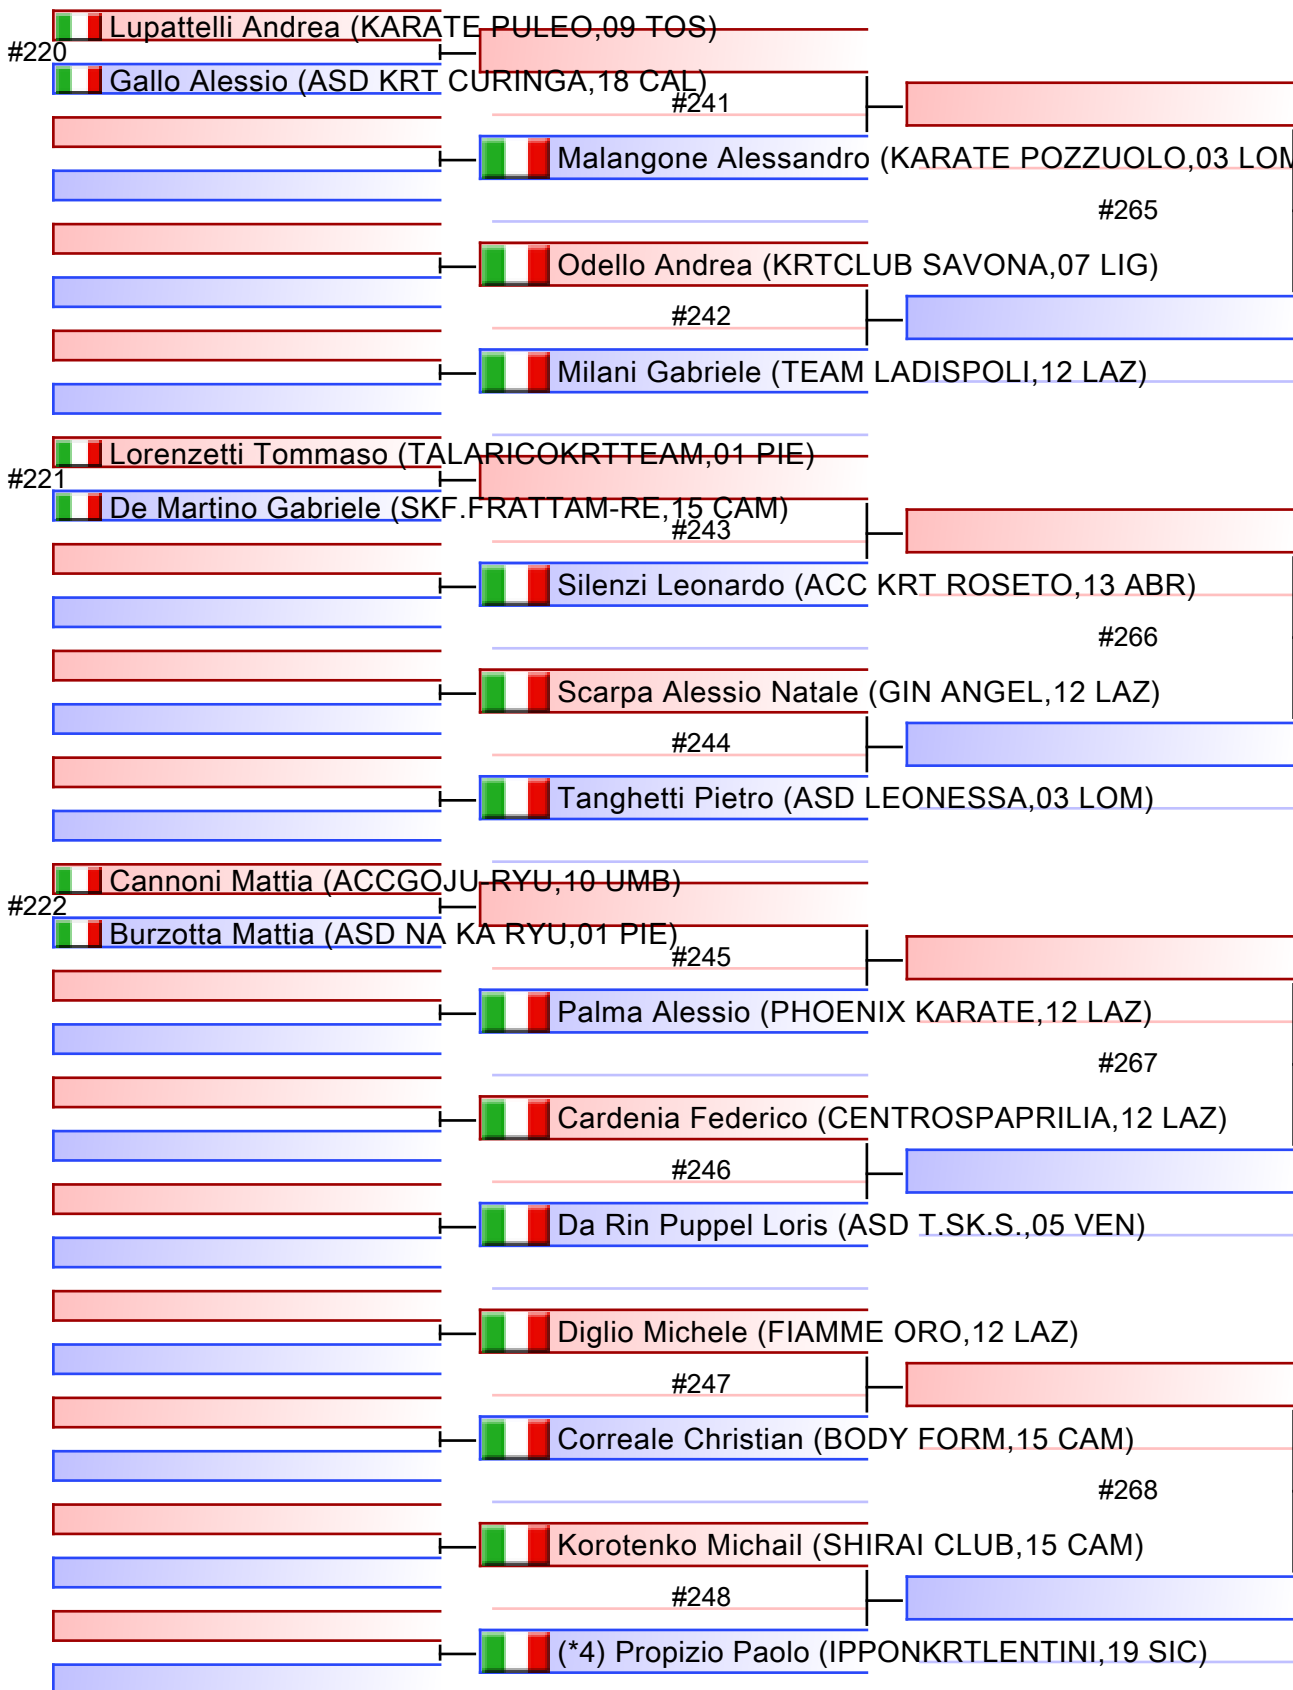 Lupattelli Andrea (KARATE PULEO,09 TOS)
#220
Gallo Alessio (ASD KRT CURINGA,18 CAL)
#241
Malangone Alessandro (KARATE POZZUOLO,03 LOM
#265
Odello Andrea (KRTCLUB SAVONA,07 LIG)
#242
Milani Gabriele (TEAM LADISPOLI,12 LAZ)
Lorenzetti Tommaso (TALARICOKRTTEAM,01 PIE)
#221
De Martino Gabriele (SKF.FRATTAM-RE,15 CAM)
#243
Silenzi Leonardo (ACC KRT ROSETO,13 ABR)
#266
Scarpa Alessio Natale (GIN ANGEL,12 LAZ)
#244
Tanghetti Pietro (ASD LEONESSA,03 LOM)
Cannoni Mattia (ACCGOJU-RYU,10 UMB)
#222
Burzotta Mattia (ASD NA KA RYU,01 PIE)
#245
Palma Alessio (PHOENIX KARATE,12 LAZ)
#267
Cardenia Federico (CENTROSPAPRILIA,12 LAZ)
#246
Da Rin Puppel Loris (ASD T.SK.S.,05 VEN)
Diglio Michele (FIAMME ORO,12 LAZ)
#247
Correale Christian (BODY FORM,15 CAM)
#268
Korotenko Michail (SHIRAI CLUB,15 CAM)
#248
(*4) Propizio Paolo (IPPONKRTLENTINI,19 SIC)